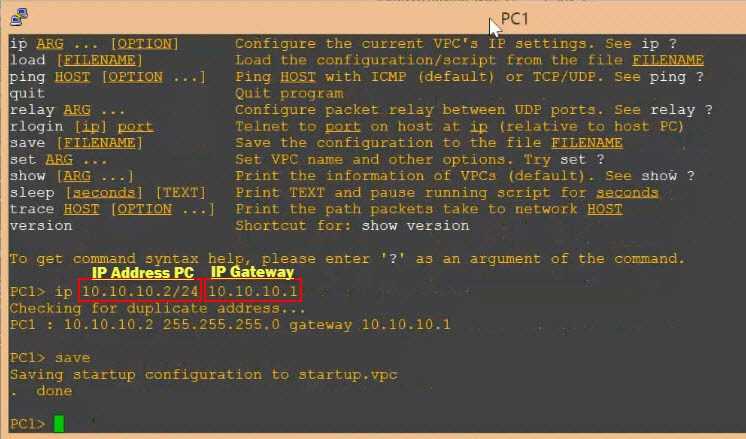 PC1
ip ARG ... [OPTION] Configure the current VPC's IP settings. See ip ?
load [FILENAME] Load the configuration/script from the file FILENAME
ping HOST [OPTION ...] Ping HOST with ICMP (default) or TCP/UDP. See ping ?
quit Quit program
relay ARG ... Configure packet relay between UDP ports. See relay ?
rlogin [ip] port Telnet to port on host at ip (relative to host PC)
save [FILENAME] Save the configuration to the file FILENAME
set ARG ... Set VPC name and other options. Try set ?
show [ARG ...] Print the information of VPCs (default). See show ?
sleep [seconds] [TEXT] Print TEXT and pause running script for seconds
trace HOST [OPTION ...] Print the path packets take to network HOST
version Shortcut for: show version
To get command syntax help, please enter '?' as an argument of the command.
IP Address PC IP Gateway
PC1> ip 10.10.10.2/24 10.10.10.1
Checking for duplicate address...
PC1 : 10.10.10.2 255.255.255.0 gateway 10.10.10.1
PC1> save
Saving startup configuration to startup.vpc
. done
PC1>